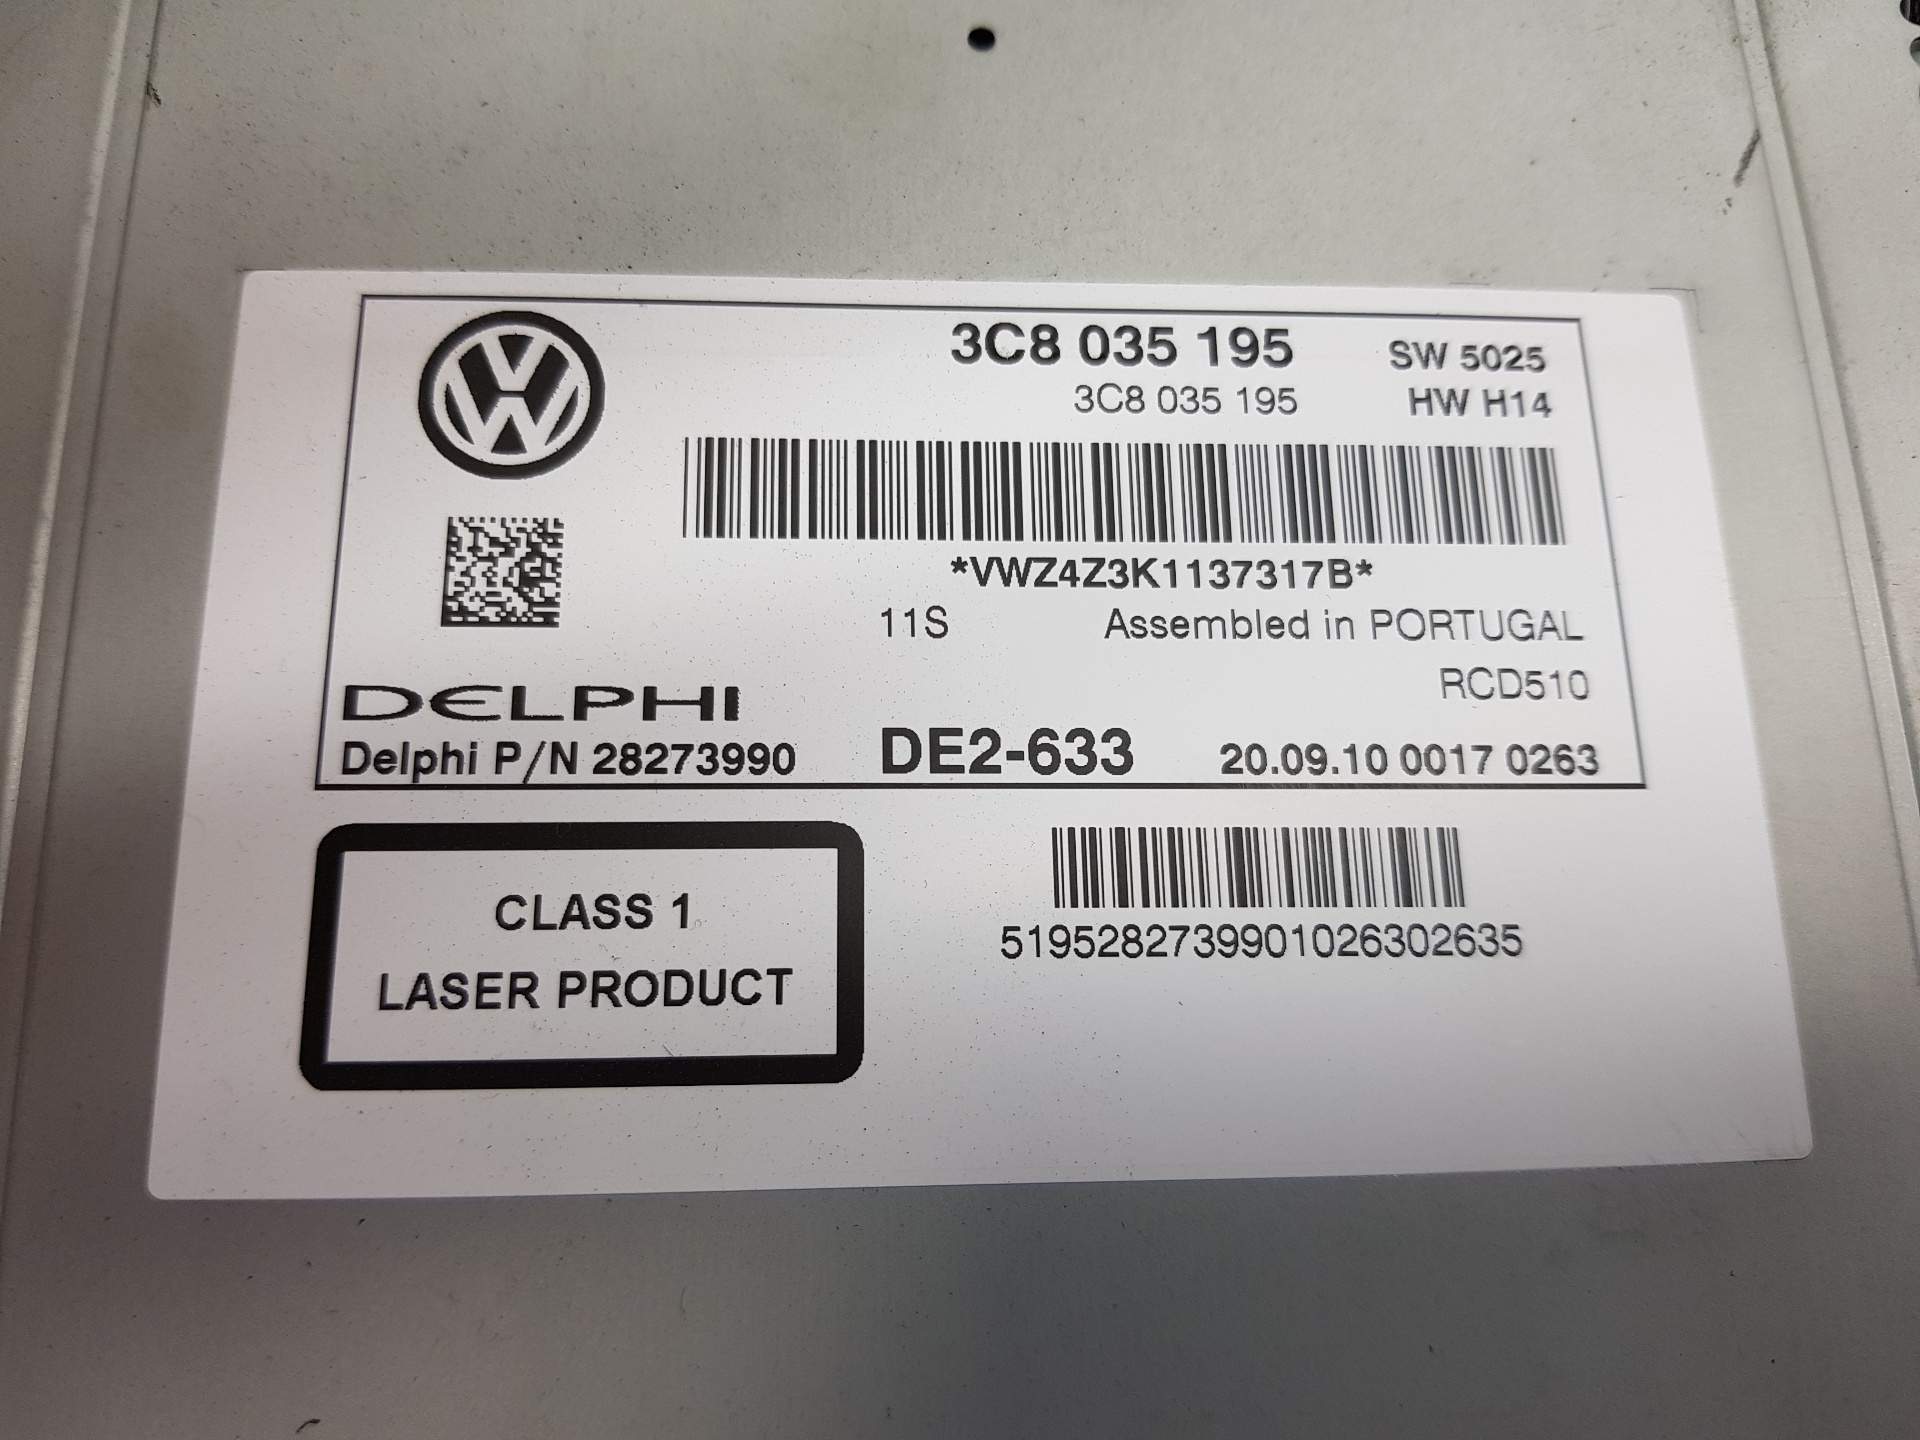 3C8 035 195 SW 5025
3C8 035 195 HW H14
*VWZ4Z3K1137317B*
11S Assembled in PORTUGAL
RCD510
DELPHI
Delphi P/N 28273990 DE2-633 20.09.10 0017 0263
CLASS 1
LASER PRODUCT
5195282739901026302635